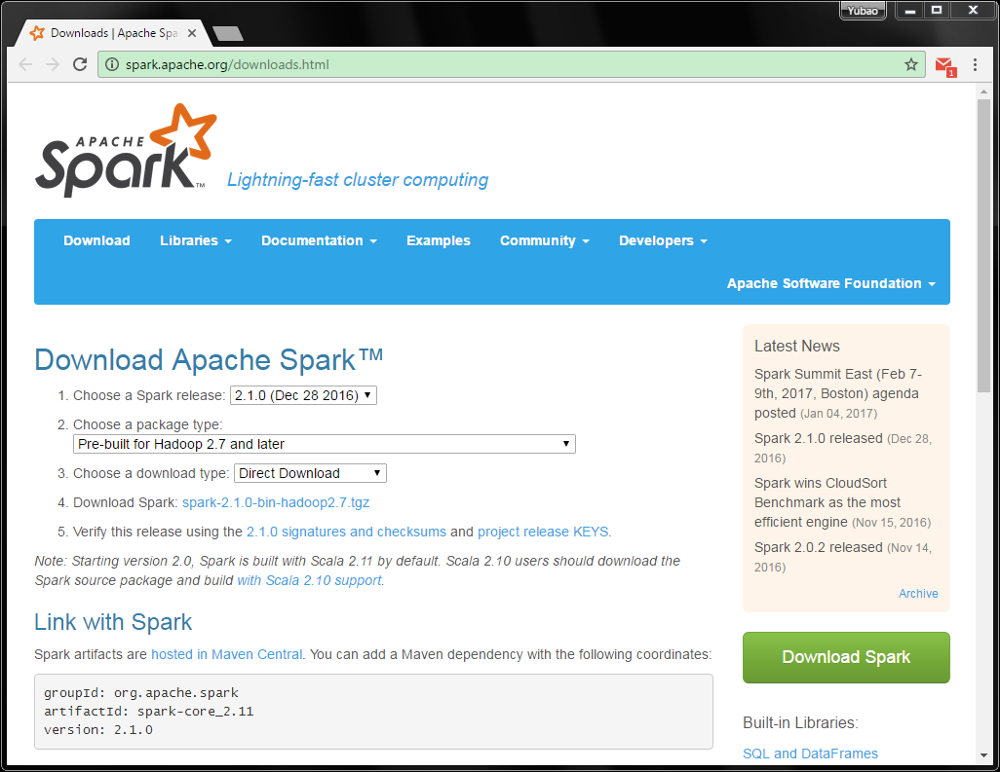 Yubao
Downloads | Apache Spa
spark.apache.org/downloads.html
1
APACHE
Spark™
Lightning-fast cluster computing
Download Libraries Documentation Examples Community Developers
Apache Software Foundation
Download Apache Spark™
1. Choose a Spark release: 2.1.0 (Dec 28 2016)
2. Choose a package type:
Pre-built for Hadoop 2.7 and later
3. Choose a download type: Direct Download
4. Download Spark: spark-2.1.0-bin-hadoop2.7.tgz
5. Verify this release using the 2.1.0 signatures and checksums and project release KEYS.
Note: Starting version 2.0, Spark is built with Scala 2.11 by default. Scala 2.10 users should download the
Spark source package and build with Scala 2.10 support.
Link with Spark
Spark artifacts are hosted in Maven Central. You can add a Maven dependency with the following coordinates:
groupId: org.apache.spark
artifactId: spark-core_2.11
version: 2.1.0
Latest News
Spark Summit East (Feb 7-
9th, 2017, Boston) agenda
posted (Jan 04, 2017)
Spark 2.1.0 released (Dec 28,
2016)
Spark wins CloudSort
Benchmark as the most
efficient engine (Nov 15, 2016)
Spark 2.0.2 released (Nov 14,
2016)
Archive
Download Spark
Built-in Libraries:
SQL and DataFrames